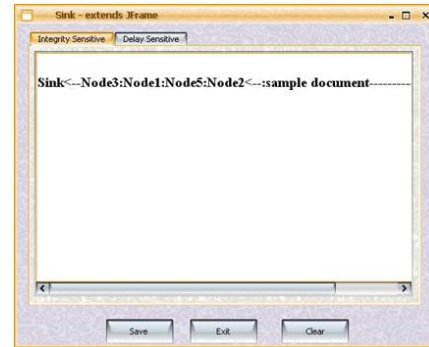 Sink - extends JFrame
Integrity Sensitive Delay Sensitive
Sink<--Node3:Node1:Node5:Node2<--:sample document---------
Save Exit Clear